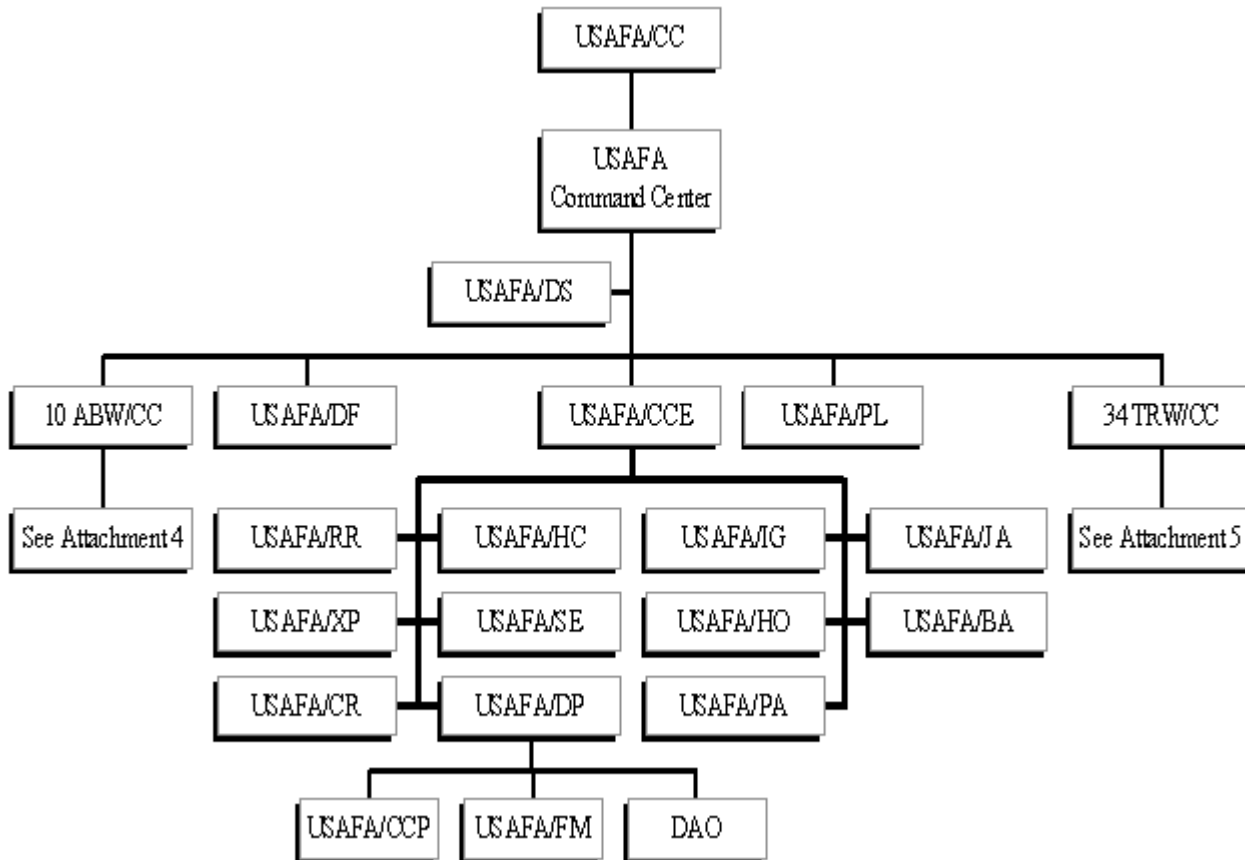 USAFA/CC
USAFA
Command Center
USAFA/DS
10 ABW/CC
USAFA/DF
USAFA/CCE
USAFA/PL
34 TRW/CC
See Attachment 4
USAFA/RR
USAFA/HC
USAFA/IG
USAFA/JA
See Attachment 5
USAFA/XP
USAFA/SE
USAFA/HO
USAFA/BA
USAFA/CR
USAFA/DP
USAFA/PA
USAFA/CCP
USAFA/FM
DAO